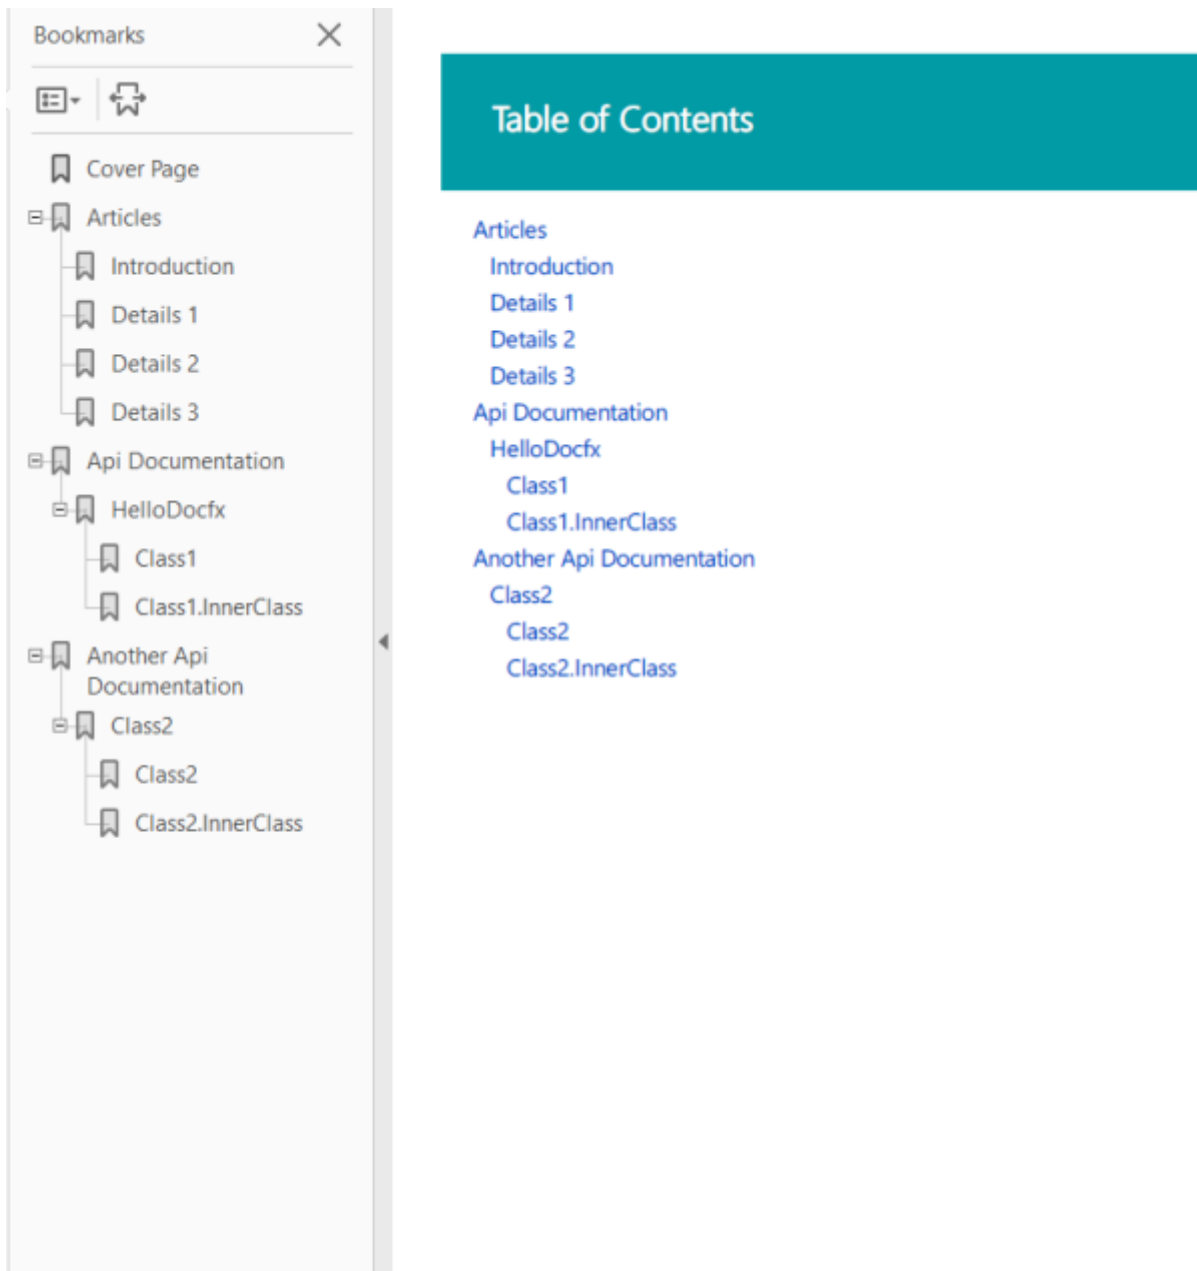 Bookmarks
Cover Page
Articles
Introduction
Details 1
Details 2
Details 3
Api Documentation
HelloDocfx
Class1
Class1.InnerClass
Another Api
Documentation
Class2
Class2
Class2.InnerClass
Table of Contents
Articles
Introduction
Details 1
Details 2
Details 3
Api Documentation
HelloDocfx
Class1
Class1.InnerClass
Another Api Documentation
Class2
Class2
Class2.InnerClass